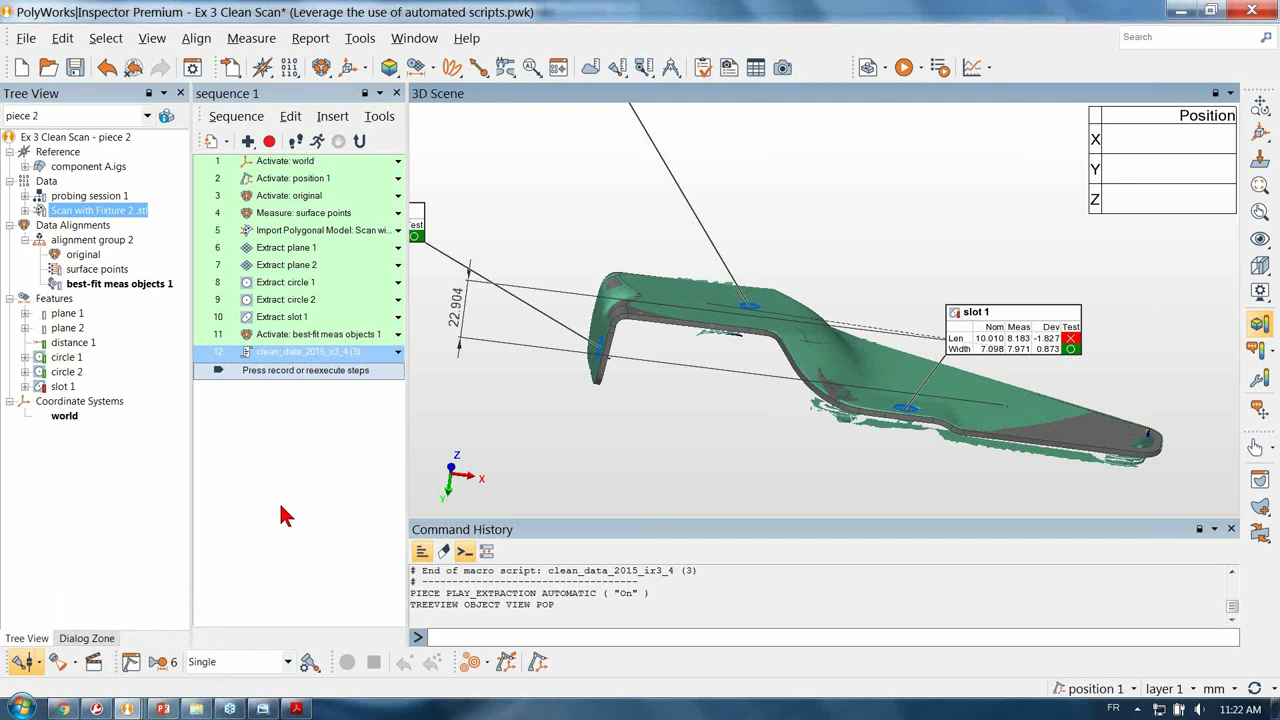 PolyWorks|Inspector Premium - Ex 3 Clean Scan* (Leverage the use of automated scripts.pwk)
File Edit Select View Align Measure Report Tools Window Help
Search
Tree View
piece 2
Ex 3 Clean Scan - piece 2
Reference
component A.igs
Data
probing session 1
Scan with Fixture 2 .stl
Data Alignments
alignment group 2
original
surface points
best-fit meas objects 1
Features
plane 1
plane 2
distance 1
circle 1
circle 2
slot 1
Coordinate Systems
world
Tree View Dialog Zone
sequence 1
Sequence Edit Insert Tools
1 Activate: world
2 Activate: position 1
3 Activate: original
4 Measure: surface points
5 Import Polygonal Model: Scan wi...
6 Extract: plane 1
7 Extract: plane 2
8 Extract: circle 1
9 Extract: circle 2
10 Extract: slot 1
11 Activate: best-fit meas objects 1
12 clean_data_2015_ir3_4 (3)
Press record or reexecute steps
3D Scene
Position
X
Y
Z
Test
22.904
slot 1
Nom Meas Dev Test
Len 10.010 8.183 -1.827
Width 7.098 7.971 0.873
Z
X
Y
Command History
# End of macro script: clean_data_2015_ir3_4 (3)
# -----------------------------------
PIECE PLAY_EXTRACTION AUTOMATIC ( "On" )
TREEVIEW OBJECT VIEW POP
>
6 Single
position 1 layer 1 mm
FR 11:22 AM